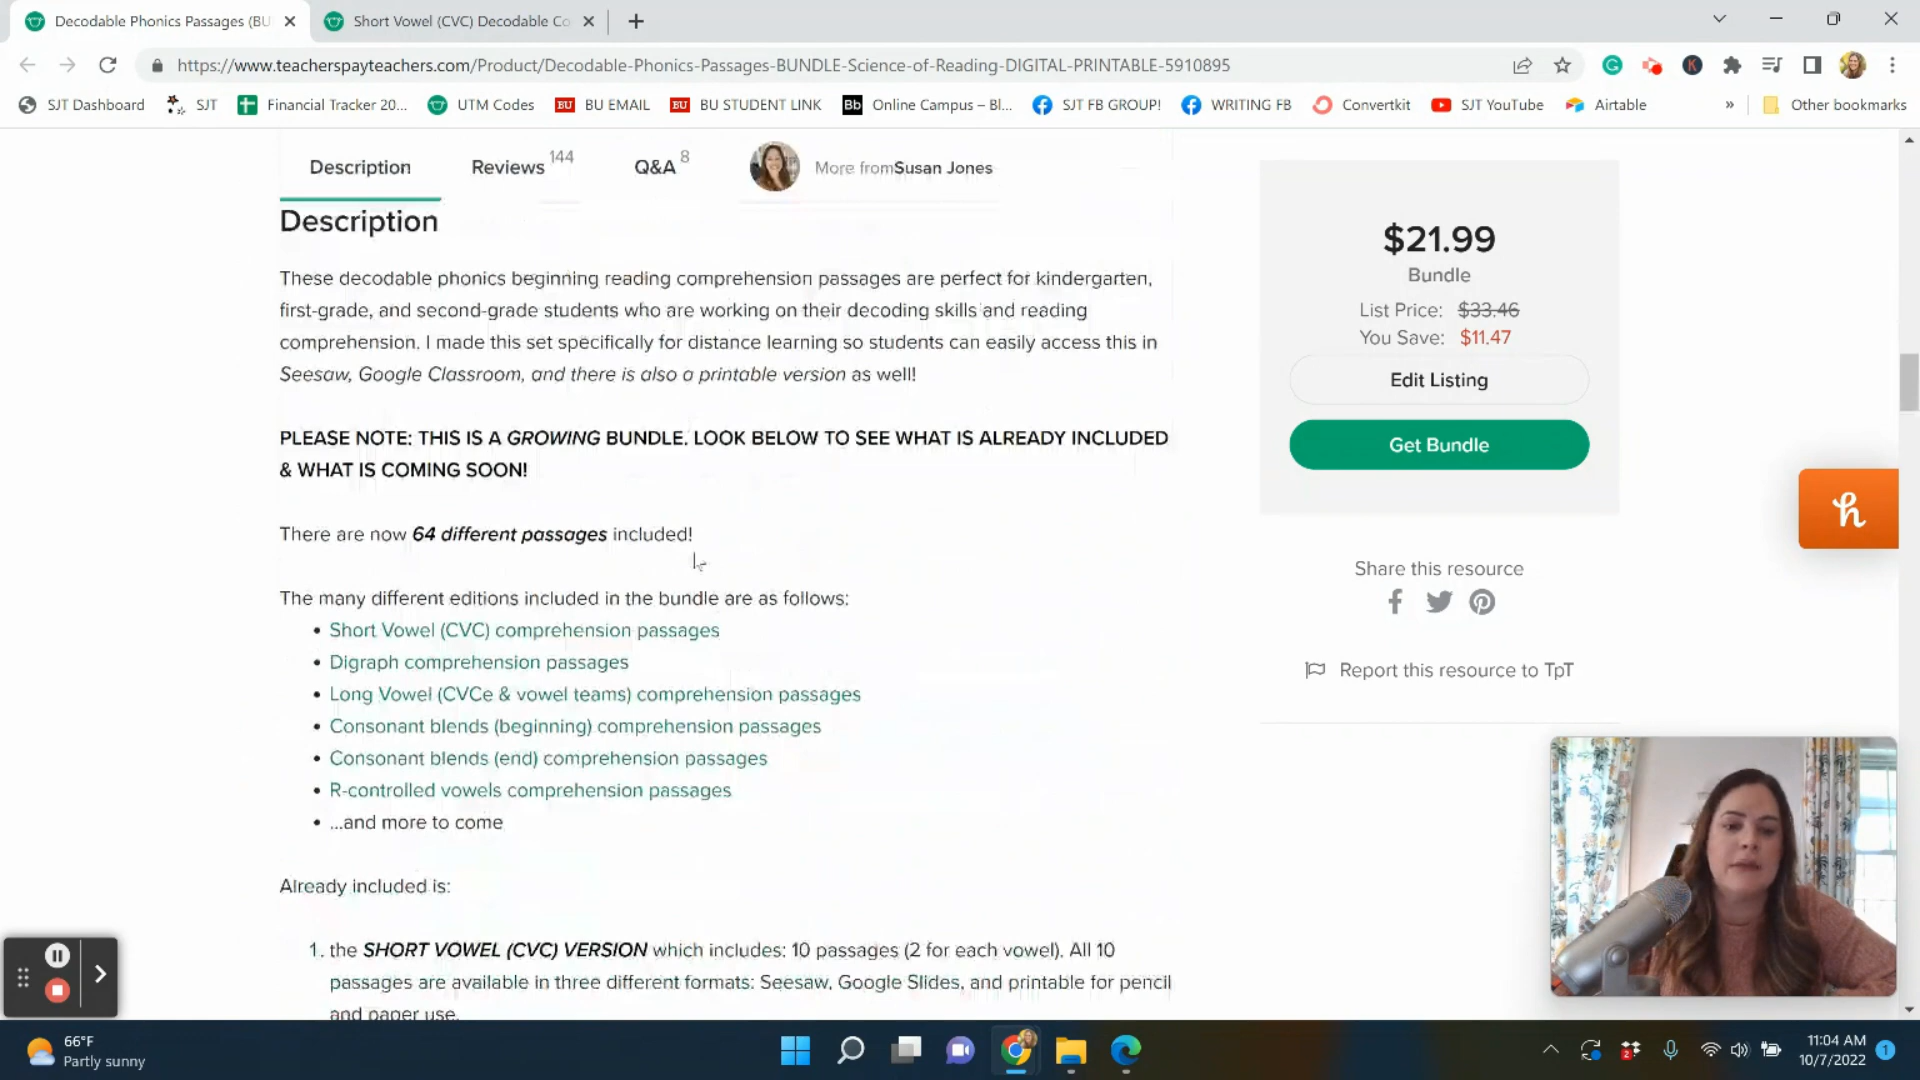 Decodable Phonics Passages (BU
Short Vowel (CVC) Decodable Co
https://www.teacherspayteachers.com/Product/Decodable-Phonics-Passages-BUNDLE-Science-of-Reading-DIGITAL-PRINTABLE-5910895
SJT Dashboard
SJT
Financial Tracker 20...
UTM Codes
BU EMAIL
BU STUDENT LINK
Online Campus – Bl...
SJT FB GROUP!
WRITING FB
Convertkit
SJT YouTube
Airtable
»
Other bookmarks
Description
Reviews 144
Q&A 8
More from Susan Jones
Description
These decodable phonics beginning reading comprehension passages are perfect for kindergarten,
first-grade, and second-grade students who are working on their decoding skills and reading
comprehension. I made this set specifically for distance learning so students can easily access this in
Seesaw, Google Classroom, and there is also a printable version as well!
PLEASE NOTE: THIS IS A GROWING BUNDLE. LOOK BELOW TO SEE WHAT IS ALREADY INCLUDED
& WHAT IS COMING SOON!
There are now 64 different passages included!
The many different editions included in the bundle are as follows:
• Short Vowel (CVC) comprehension passages
• Digraph comprehension passages
• Long Vowel (CVCe & vowel teams) comprehension passages
• Consonant blends (beginning) comprehension passages
• Consonant blends (end) comprehension passages
• R-controlled vowels comprehension passages
• ...and more to come
Already included is:
1. the SHORT VOWEL (CVC) VERSION which includes: 10 passages (2 for each vowel). All 10
passages are available in three different formats: Seesaw, Google Slides, and printable for pencil
and paper use.
$21.99
Bundle
List Price: $33.46
You Save: $11.47
Edit Listing
Get Bundle
h
Share this resource
Report this resource to TpT
66°F
Partly sunny
11:04 AM
10/7/2022
1